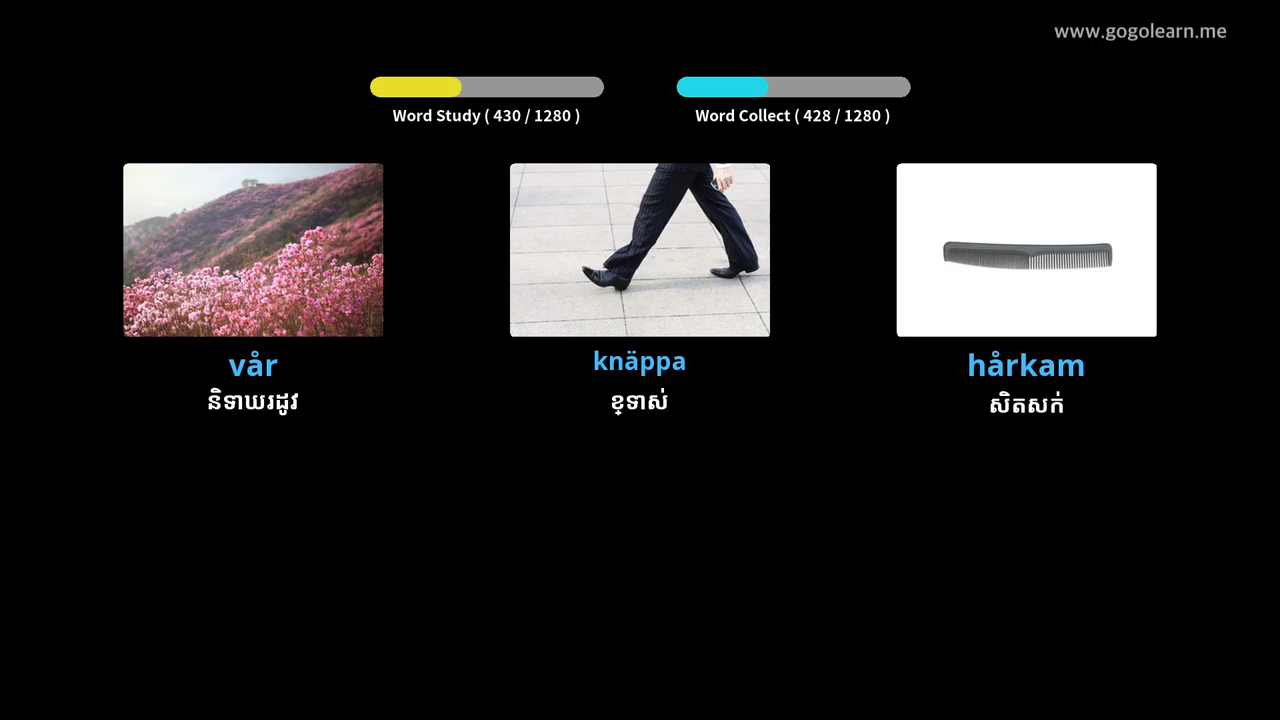 www.gogolearn.me
Word Study ( 430 / 1280 )
Word Collect ( 428 / 1280 )
vår
knäppa
hårkam
និទាឃរដូវ
ខ្ទាស់
សិតសក់